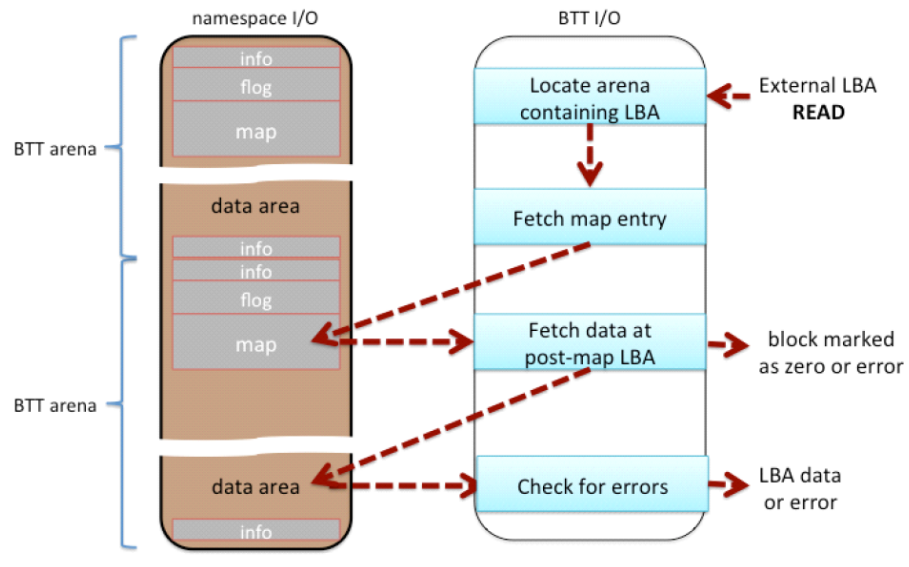 namespace I/O
BTT I/O
info
flog
map
BTT arena
data area
info
info
flog
map
BTT arena
data area
info
Locate arena
containing LBA
External LBA
READ
Fetch map entry
Fetch data at
post-map LBA
block marked
as zero or error
Check for errors
LBA data
or error